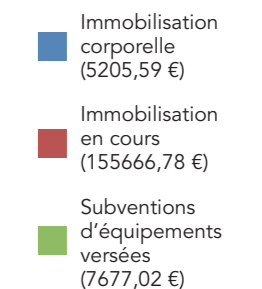 Immobilisation
corporelle
(5205,59 €)
Immobilisation
en cours
(155666,78 €)
Subventions
d’équipements
versées
(7677,02 €)